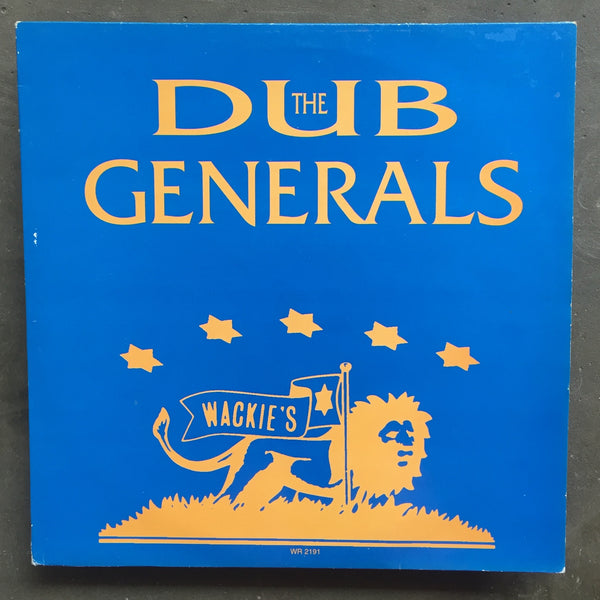 THE
DUB
GENERALS
WACKIE'S
WR 2191